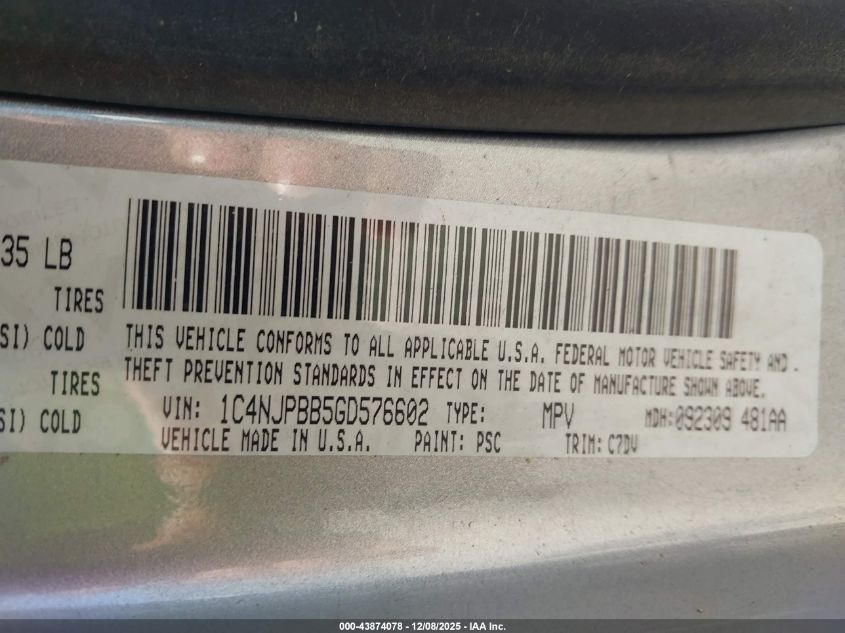 35 LB
TIRES
SI) COLD
THIS VEHICLE CONFORMS TO ALL APPLICABLE U.S.A. FEDERAL MOTOR VEHICLE SAFETY AND
TIRES
THEFT PREVENTION STANDARDS IN EFFECT ON THE DATE OF MANUFACTURE SHOWN ABOVE.
SI) COLD
VIN: 1C4NJPBB5GD576602 TYPE: MPV MDH:092309 481AA
VEHICLE MADE IN U.S.A. PAINT: PSC TRIM: C7DV
000-43874078 - 12/08/2025 - IAA Inc.